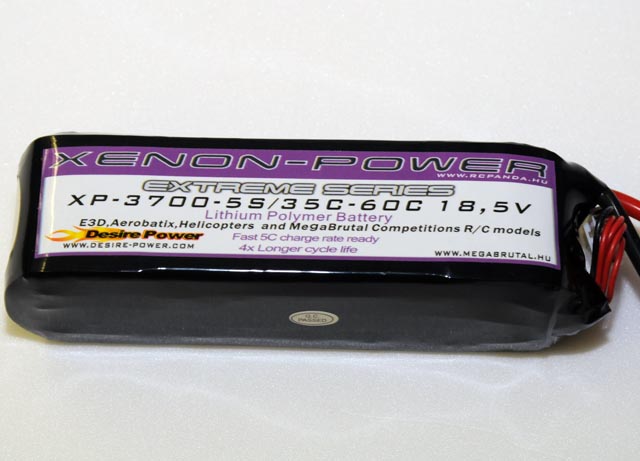 XENON-POWER
WWW.RCPANDA.HU
EXTREME SERIES
XP-3700-5S/35C-60C 18,5V
Lithium Polymer Battery
E3D,Aerobatix,Helicopters and MegaBrutal Competitions R/C models
Desire Power
Fast 5C charge rate ready
WWW.DESIRE-POWER.COM
4x Longer cycle life
WWW.MEGABRUTAL.HU
Q.C.
PASSED